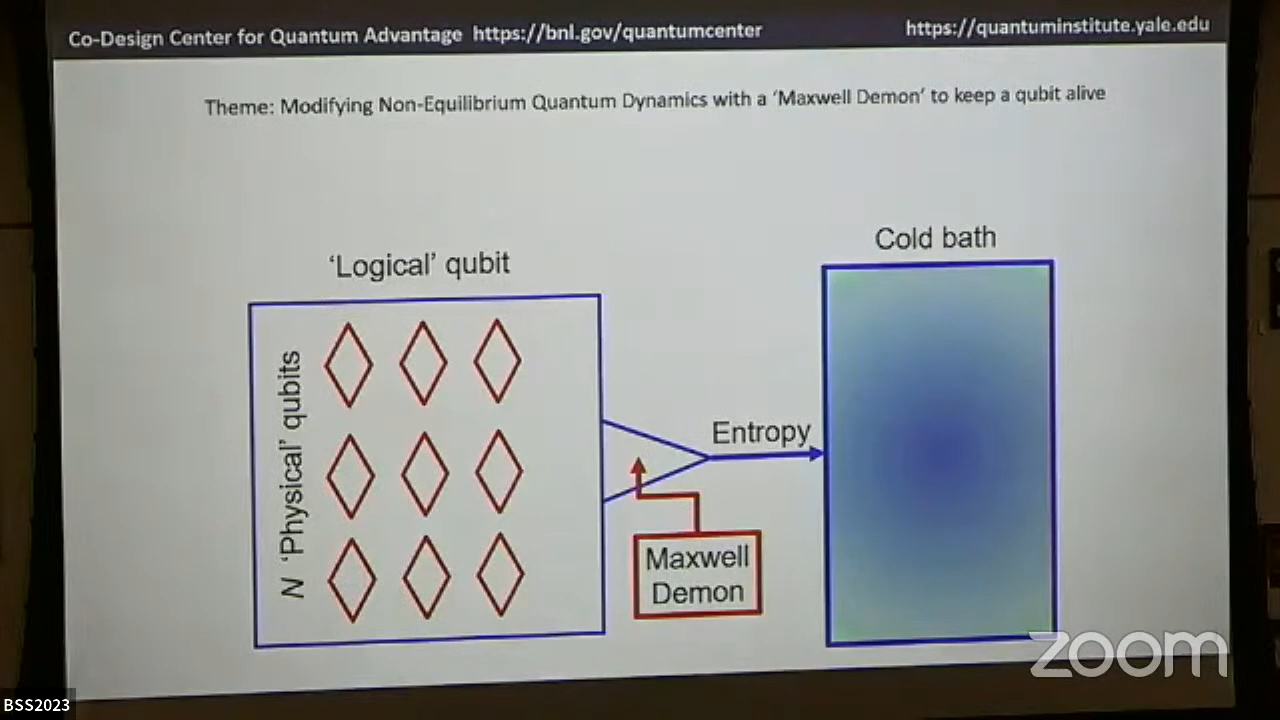 Co-Design Center for Quantum Advantage https://bnl.gov/quantumcenter
https://quantuminstitute.yale.edu
Theme: Modifying Non-Equilibrium Quantum Dynamics with a ‘Maxwell Demon’ to keep a qubit alive
‘Logical’ qubit
Cold bath
N ‘Physical’ qubits
Entropy
Maxwell
Demon
zoom
BSS2023